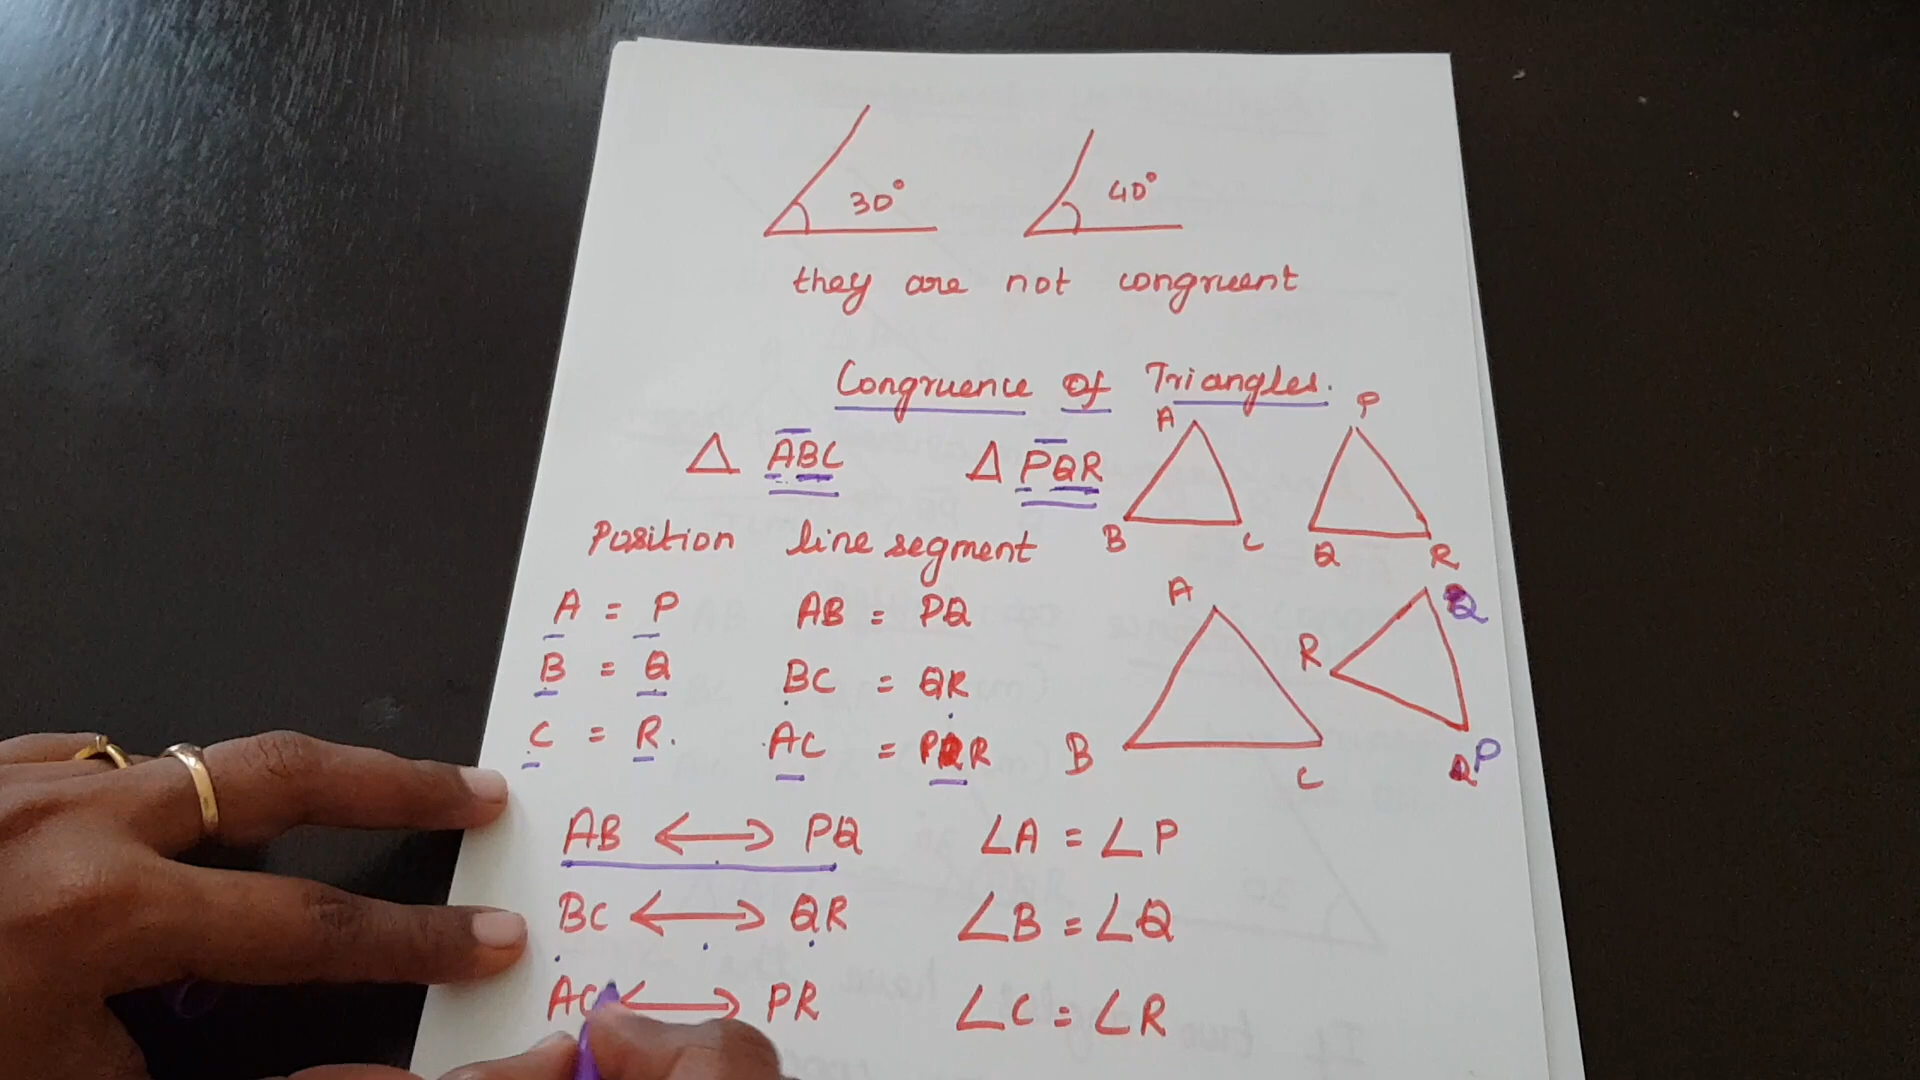 30° 40°
they are not congruent
Congruence of Triangles.
△ ABC △ PQR
A P
B C Q R
Position line segment
A = P AB = PQ
B = Q BC = QR
C = R. AC = PR
A Q
R
B C P
AB ⟷ PQ ∠A = ∠P
BC ⟷ QR ∠B = ∠Q
AC ⟷ PR ∠C = ∠R